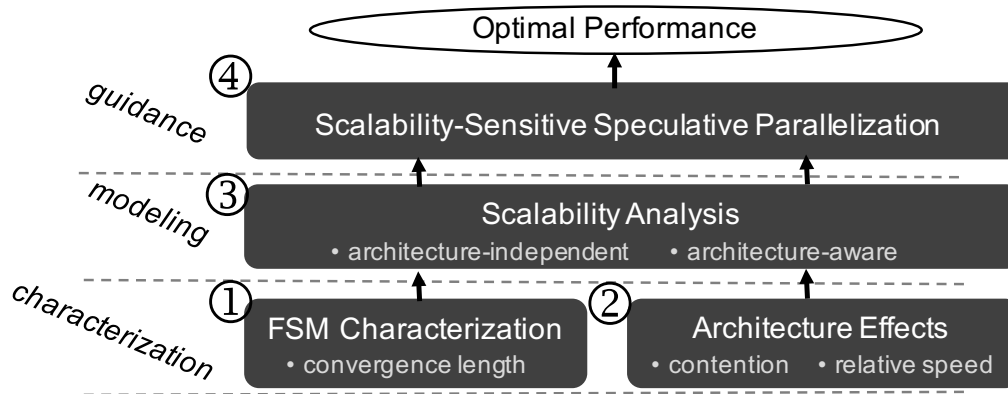 Optimal Performance
④
guidance
Scalability-Sensitive Speculative Parallelization
③
modeling
Scalability Analysis
• architecture-independent • architecture-aware
①
②
characterization
FSM Characterization
Architecture Effects
• convergence length
• contention • relative speed